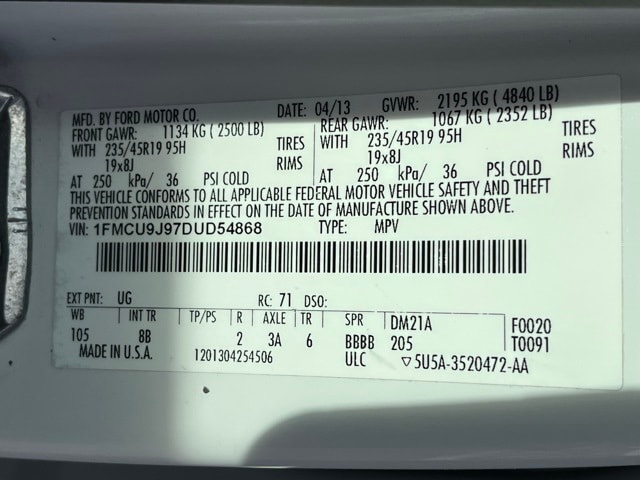 MFD. BY FORD MOTOR CO. DATE: 04/13 GVWR: 2195 KG ( 4840 LB)
FRONT GAWR: 1134 KG ( 2500 LB) REAR GAWR: 1067 KG ( 2352 LB)
WITH 235/45R19 95H TIRES WITH 235/45R19 95H TIRES
19x8J RIMS 19x8J RIMS
AT 250 kPa/ 36 PSI COLD AT 250 kPa/ 36 PSI COLD
THIS VEHICLE CONFORMS TO ALL APPLICABLE FEDERAL MOTOR VEHICLE SAFETY AND THEFT
PREVENTION STANDARDS IN EFFECT ON THE DATE OF MANUFACTURE SHOWN ABOVE.
VIN: 1FMCU9J97DUD54868 TYPE: MPV
EXT PNT: UG RC: 71 DSO:
WB INT TR TP/PS R AXLE TR SPR DM21A F0020
105 8B 2 3A 6 BBBB 205 T0091
MADE IN U.S.A. 1201304254506 ULC ▽5U5A-3520472-AA